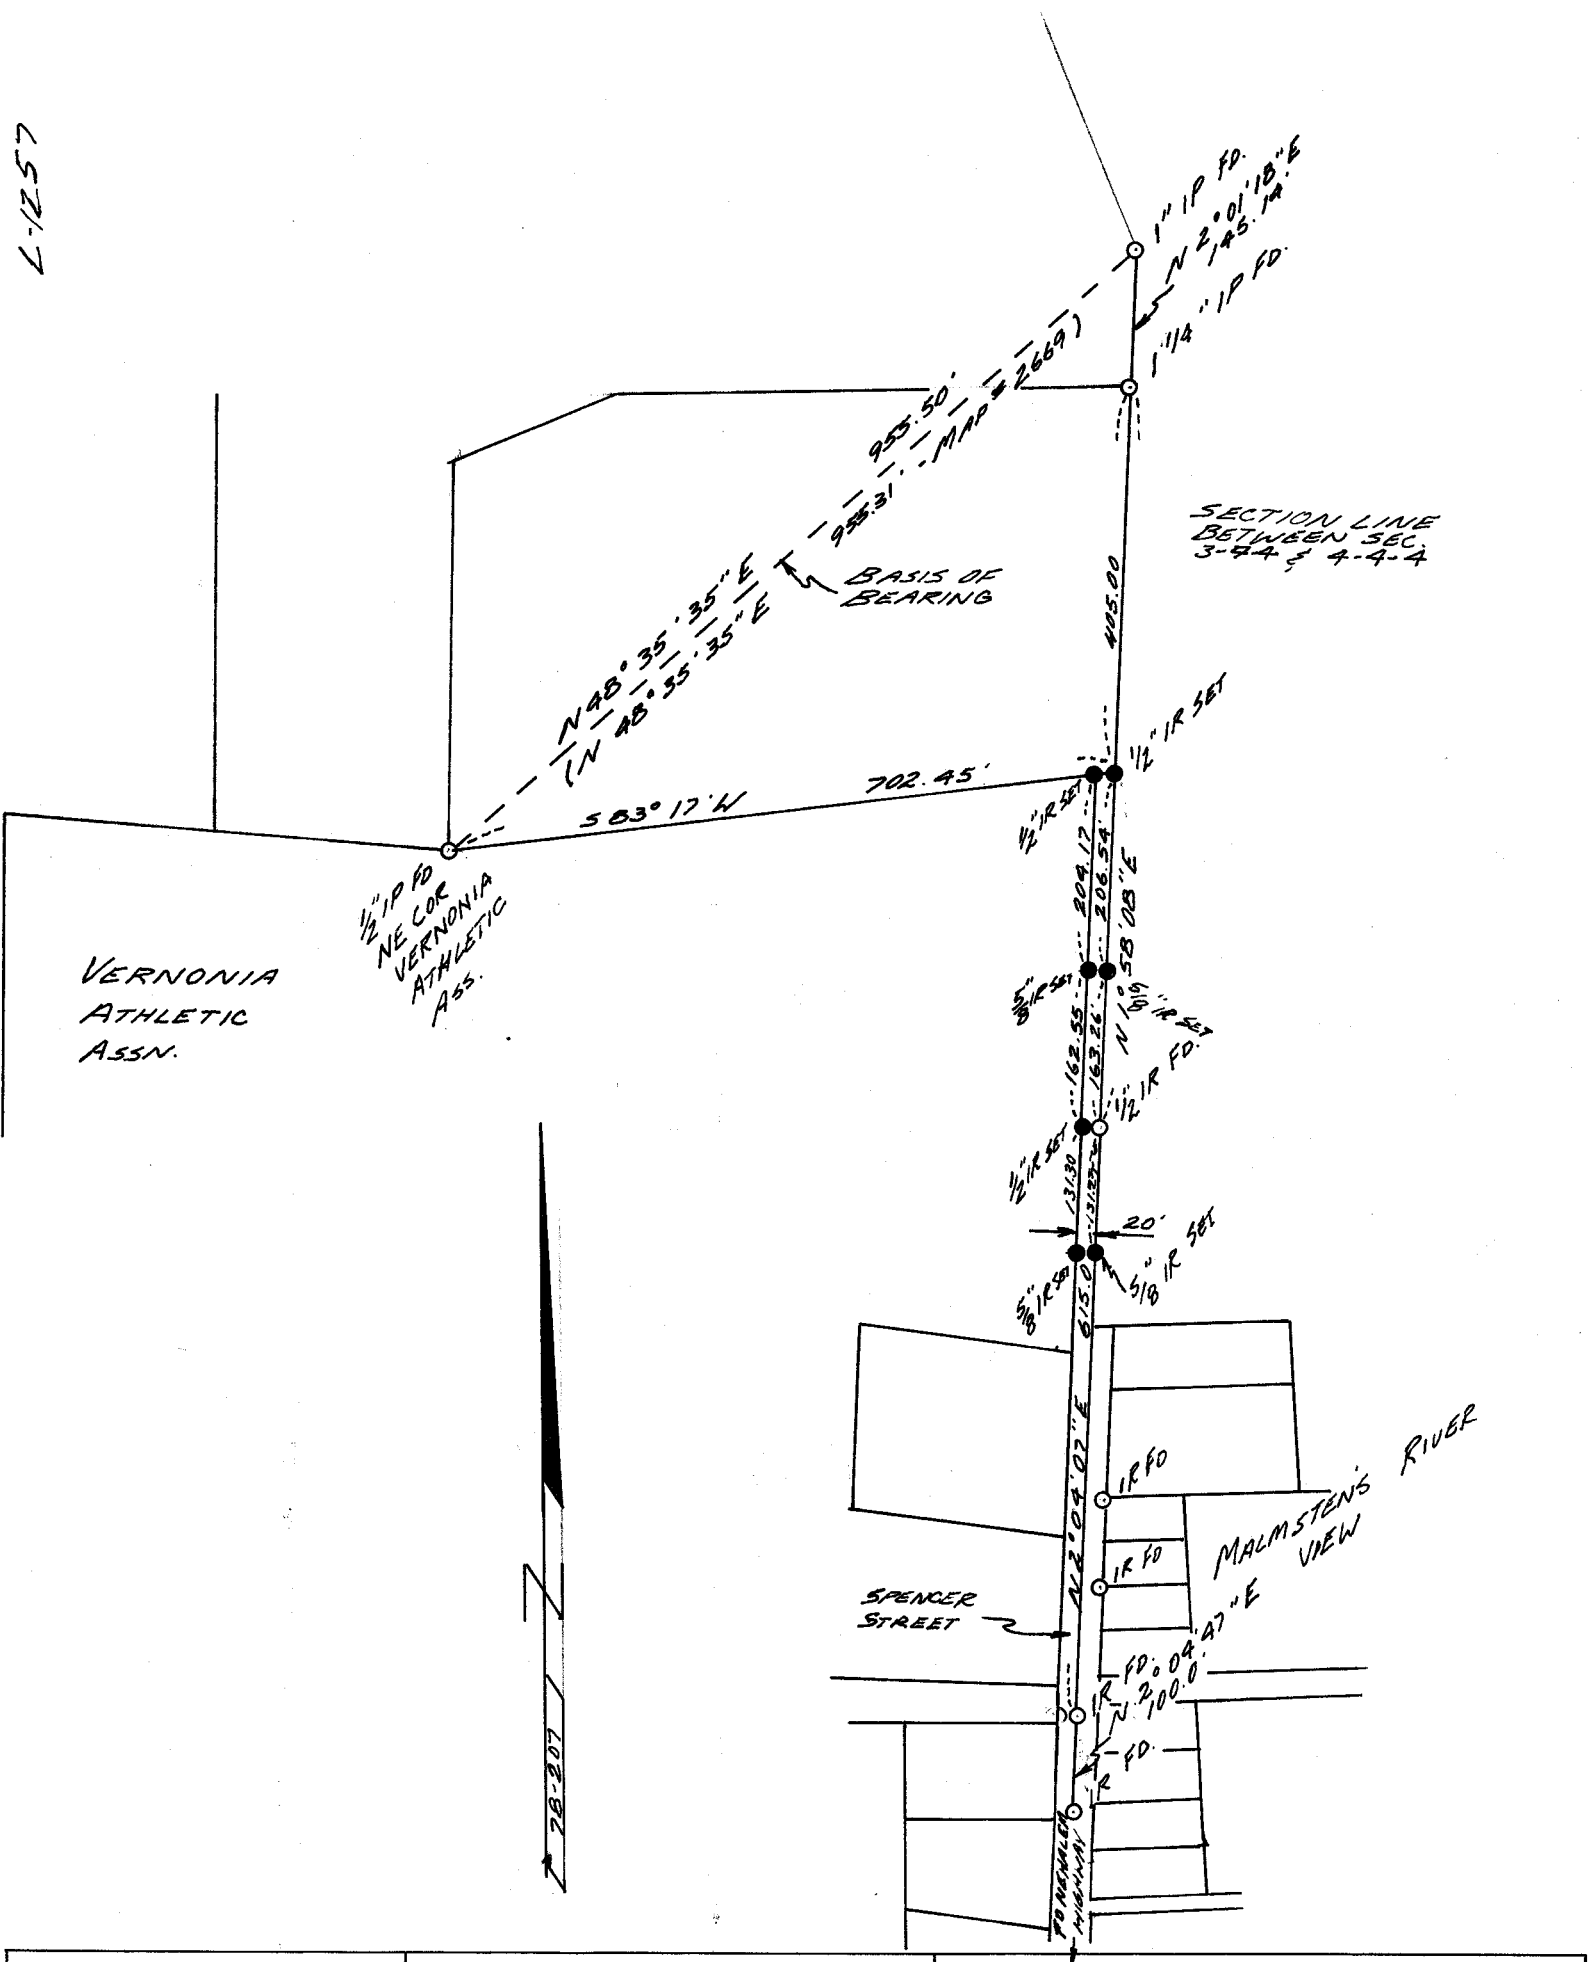 L-1257
1" IP FD.
N 2° 01' 18" E
145.14'
1 1/4" IP FD.
955.50'
955.31' - MAP # 2669)
SECTION LINE
BETWEEN SEC.
3-4-4 & 4-4-4
BASIS OF
BEARING
405.00
N 48° 35' 35" E
(N 48° 35' 35" E
1/2" IR SET
702.45'
S 83° 17' W
1/2" IR SET
204.17
206.54
N 1° 58' 08" E
1/2" IP FD
NE COR
VERNONIA
ATHLETIC
ASS.
VERNONIA
ATHLETIC
ASSN.
5/8" IR SET
5/8" IR SET
162.55
163.26'
1/2" IR FD.
1/2" IR SET
131.30
131.29
20'
5/8" IR SET
5/8" IR SET
615.0
N 2° 04' 07" E
IR FD
MALMSTEN'S RIVER
VIEW
IR FD
SPENCER
STREET
IR FD.
N 2° 04' 47" E
100.0'
IR FD.
N
78-207
TO NEHALEM
HIGHWAY